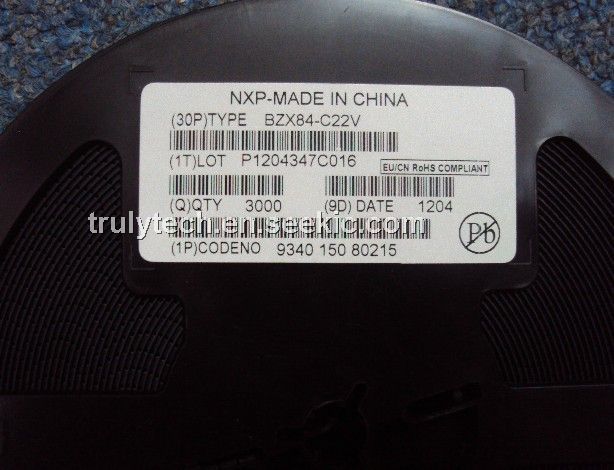 NXP-MADE IN CHINA
(30P)TYPE BZX84-C22V
(1T)LOT P1204347C016
EU/CN RoHS COMPLIANT
(Q)QTY 3000 (9D) DATE 1204
trulytech.en.seekic.com
Pb
(1P)CODENO 9340 150 80215